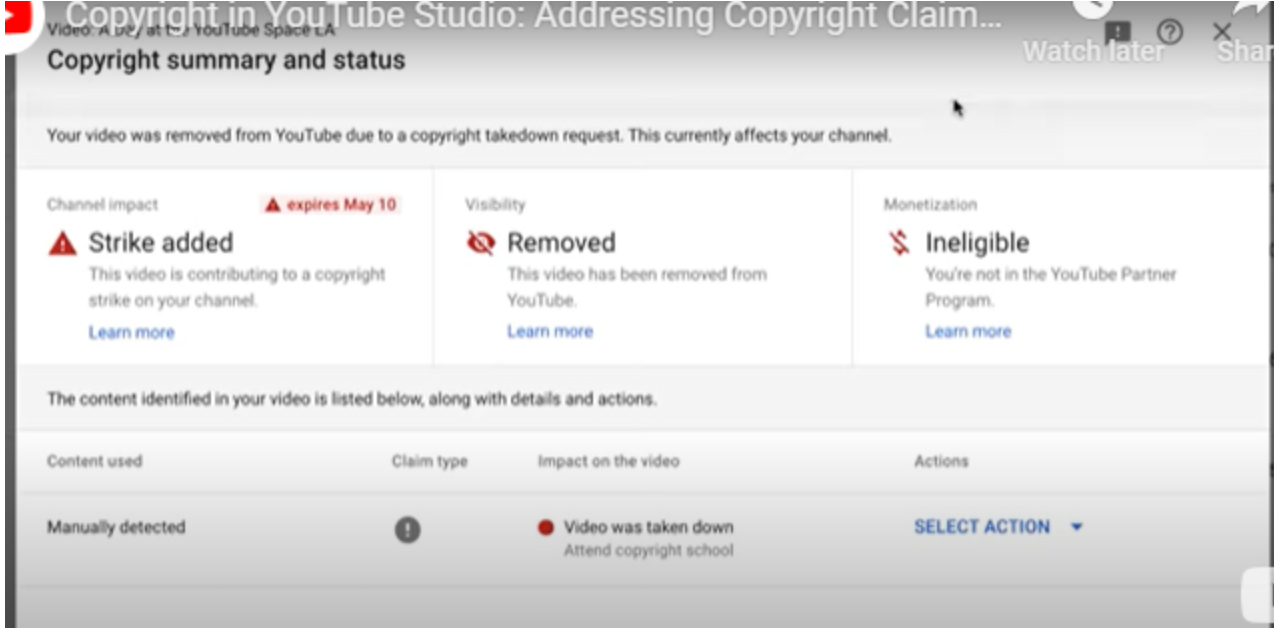 Copyright in YouTube Studio: Addressing Copyright Claim...
Video: A Day at the YouTube Space LA
Watch later
Shar
Copyright summary and status
Your video was removed from YouTube due to a copyright takedown request. This currently affects your channel.
Channel impact
expires May 10
Strike added
This video is contributing to a copyright
strike on your channel.
Learn more
Visibility
Removed
This video has been removed from
YouTube.
Learn more
Monetization
Ineligible
You're not in the YouTube Partner
Program.
Learn more
The content identified in your video is listed below, along with details and actions.
Content used
Claim type
Impact on the video
Actions
Manually detected
Video was taken down
Attend copyright school
SELECT ACTION